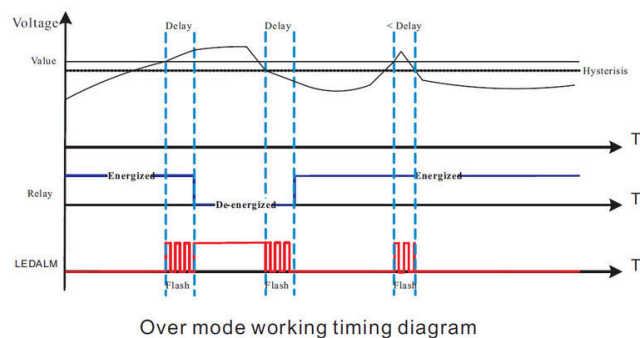 Voltage
Delay Delay < Delay
Value
Hysterisis
T
Energized Energized
Relay
T
De-energized
LEDALM
T
Flash Flash Flash
Over mode working timing diagram